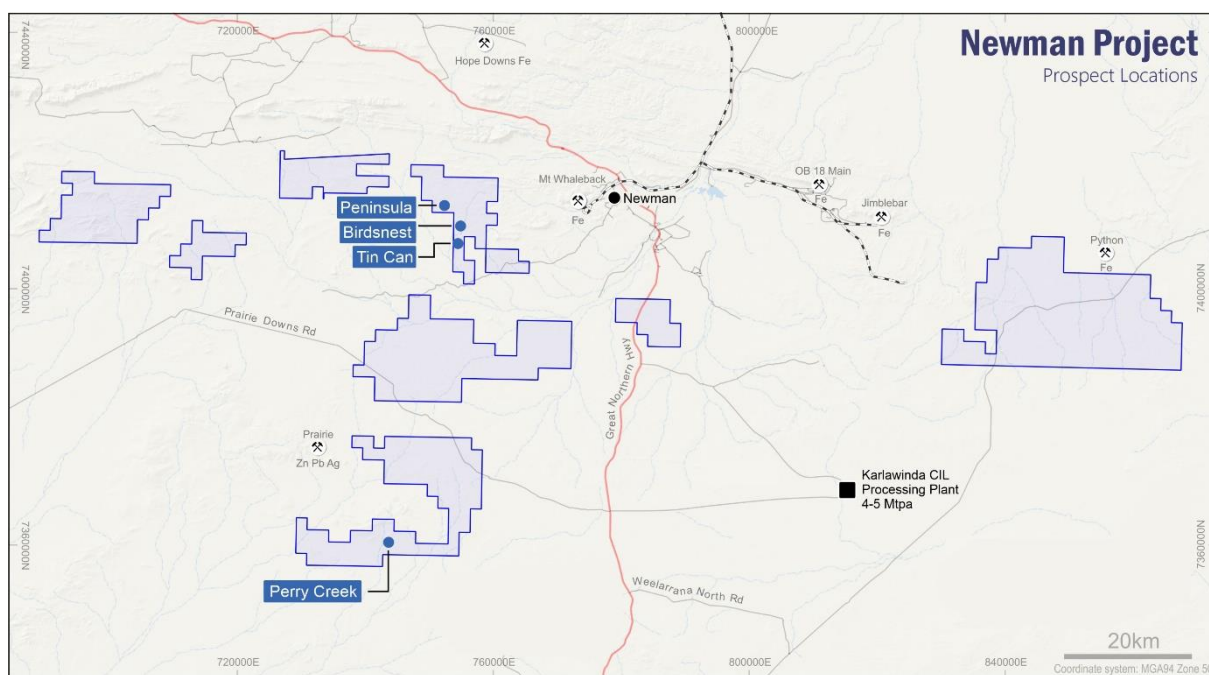 Newman Project
Prospect Locations
720000E
760000E
800000E
7440000N
7440000N
Hope Downs Fe
OB 18 Main
Fe
Mt Whaleback
Fe
Newman
Jimblebar
Fe
Python
Fe
Peninsula
Birdsnest
Tin Can
7400000N
7400000N
Prairie Downs Rd
Great Northern Hwy
Prairie
Zn Pb Ag
Karlawinda CIL
Processing Plant
4-5 Mtpa
7360000N
7360000N
Perry Creek
Weelarrana North Rd
20km
720000E
760000E
800000E
840000E
Coordinate system: MGA94 Zone 50